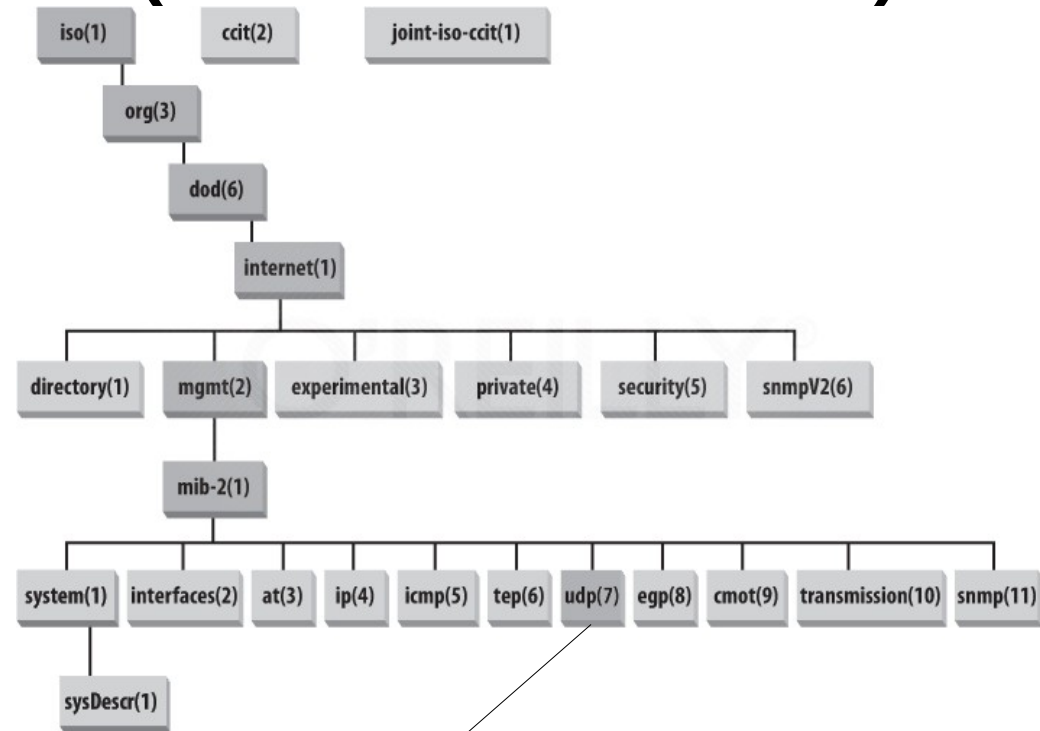 iso(1) ccit(2) joint-iso-ccit(1)
org(3)
dod(6)
internet(1)
O'REILLY®
directory(1) mgmt(2) experimental(3) private(4) security(5) snmpV2(6)
mib-2(1)
system(1) interfaces(2) at(3) ip(4) icmp(5) tep(6) udp(7) egp(8) cmot(9) transmission(10) snmp(11)
sysDescr(1)